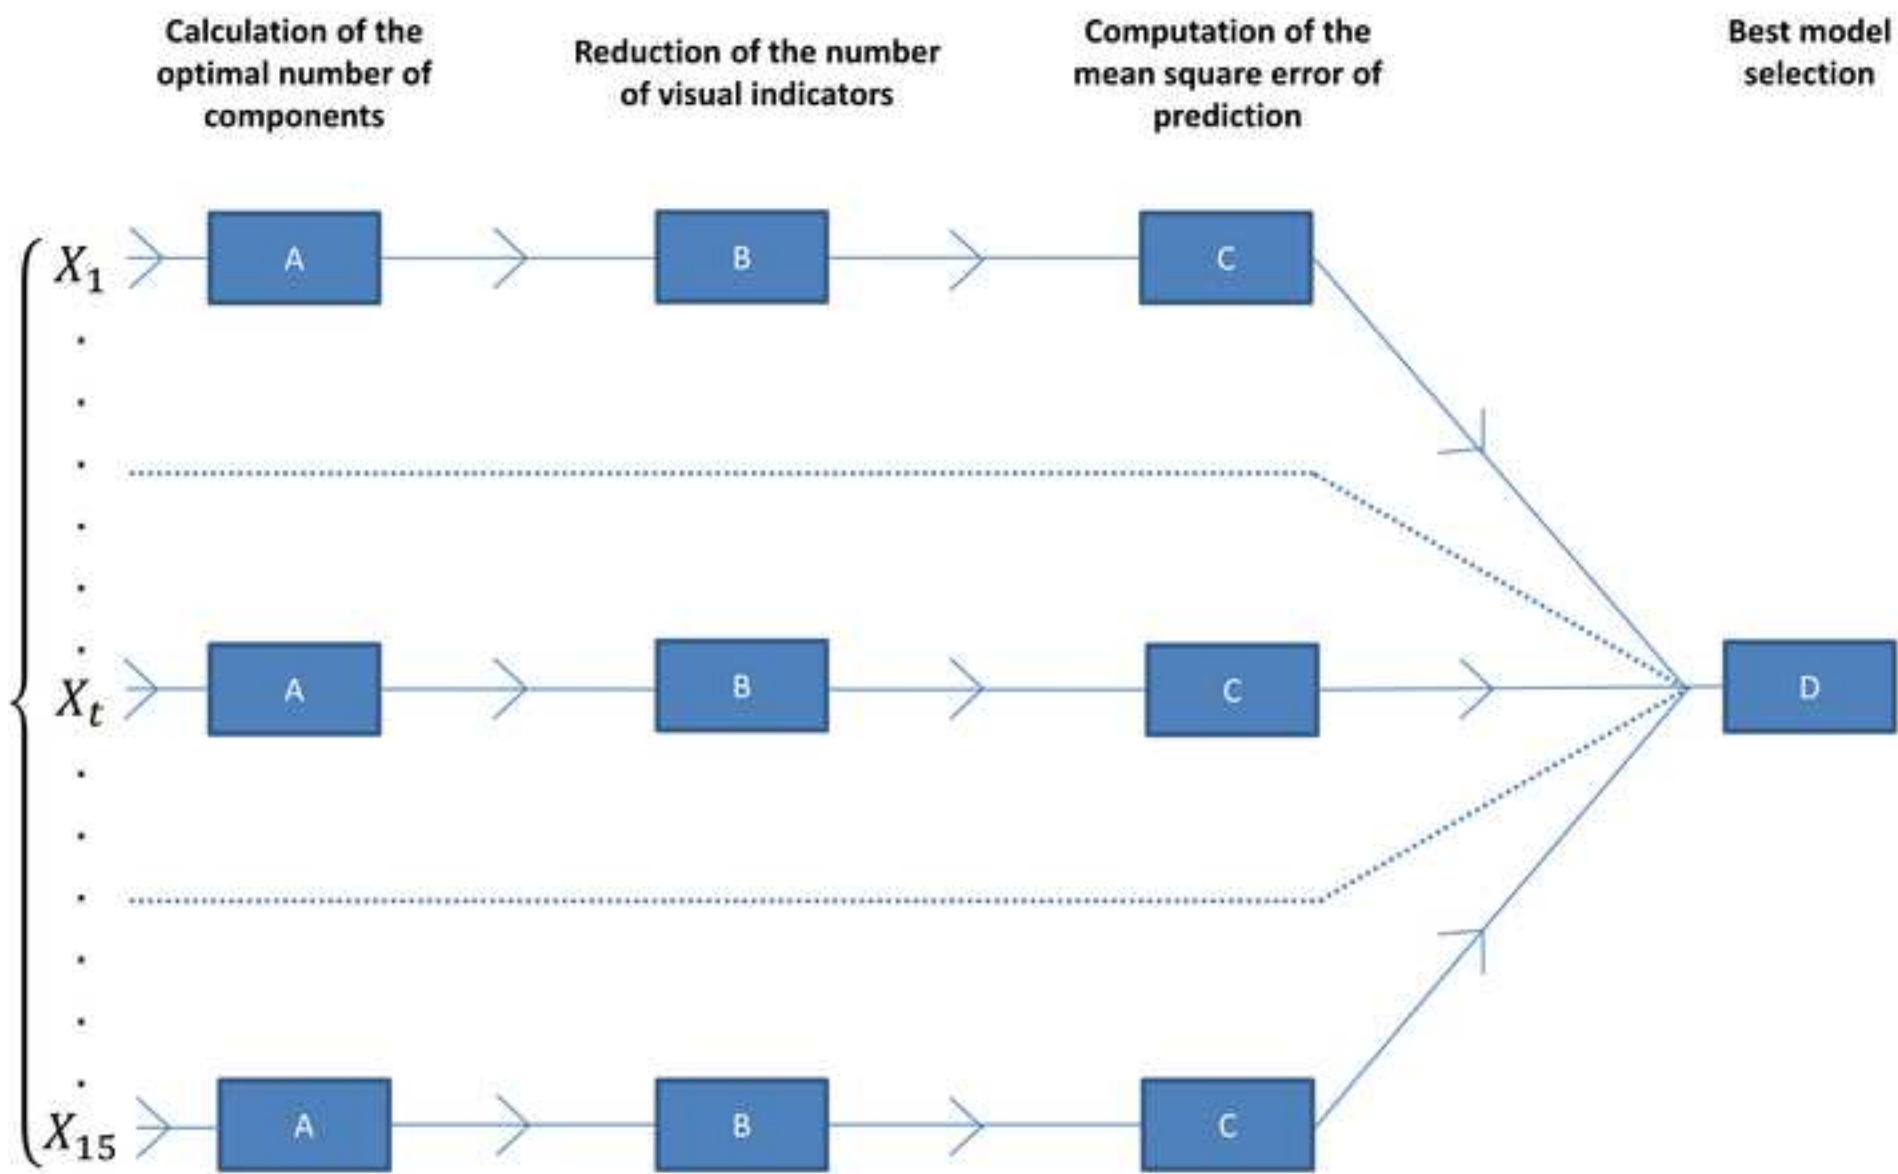 Calculation of the
optimal number of
components
Reduction of the number
of visual indicators
Computation of the
mean square error of
prediction
Best model
selection
X₁ A B C
Xₜ A B C D
X₁₅ A B C